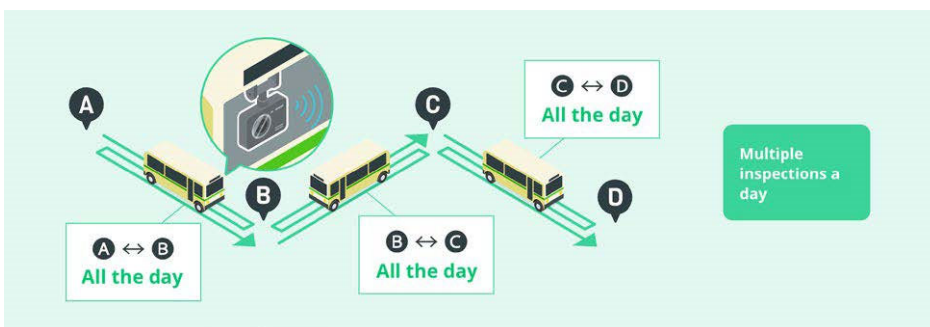 A
C
C ↔ D
All the day
Multiple
inspections a
day
B
D
A ↔ B
All the day
B ↔ C
All the day